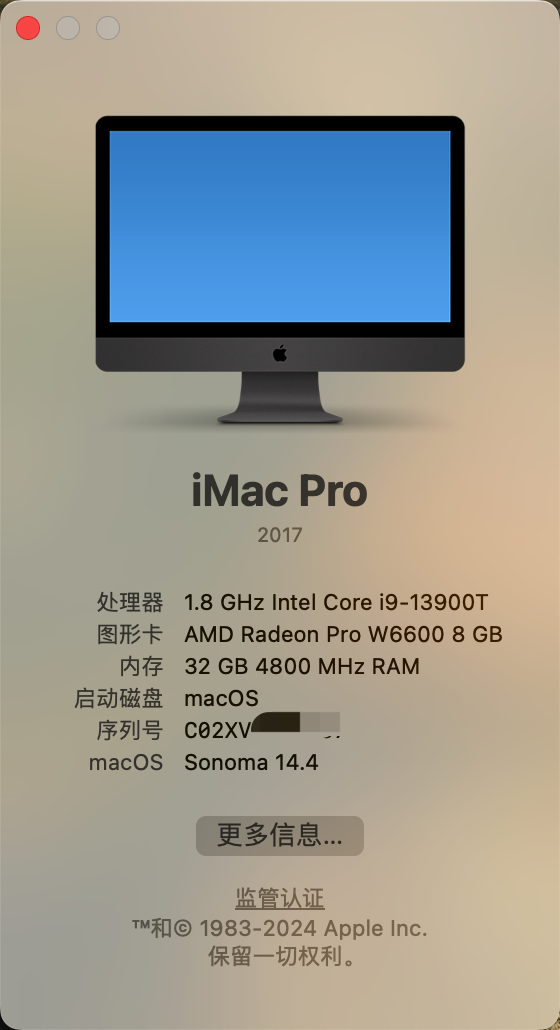 iMac Pro
2017
处理器 1.8 GHz Intel Core i9-13900T
图形卡 AMD Radeon Pro W6600 8 GB
内存 32 GB 4800 MHz RAM
启动磁盘 macOS
序列号 C02XV
macOS Sonoma 14.4
更多信息...
监管认证
™和© 1983-2024 Apple Inc.
保留一切权利。